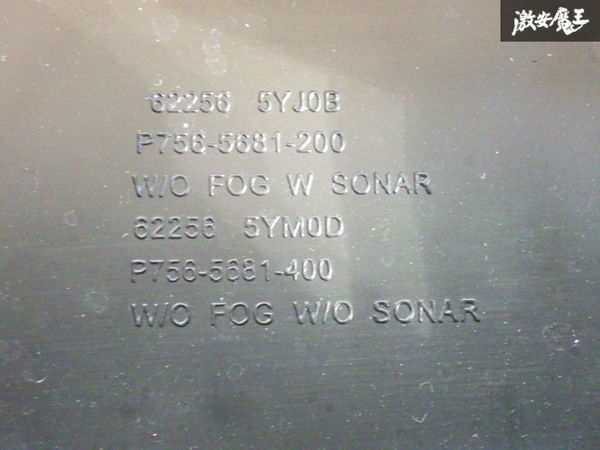 激安魔王
62256 5YJ0B
P756-5681-200
W/O FOG W SONAR
62256 5YM0D
P756-5681-400
W/O FOG W/O SONAR